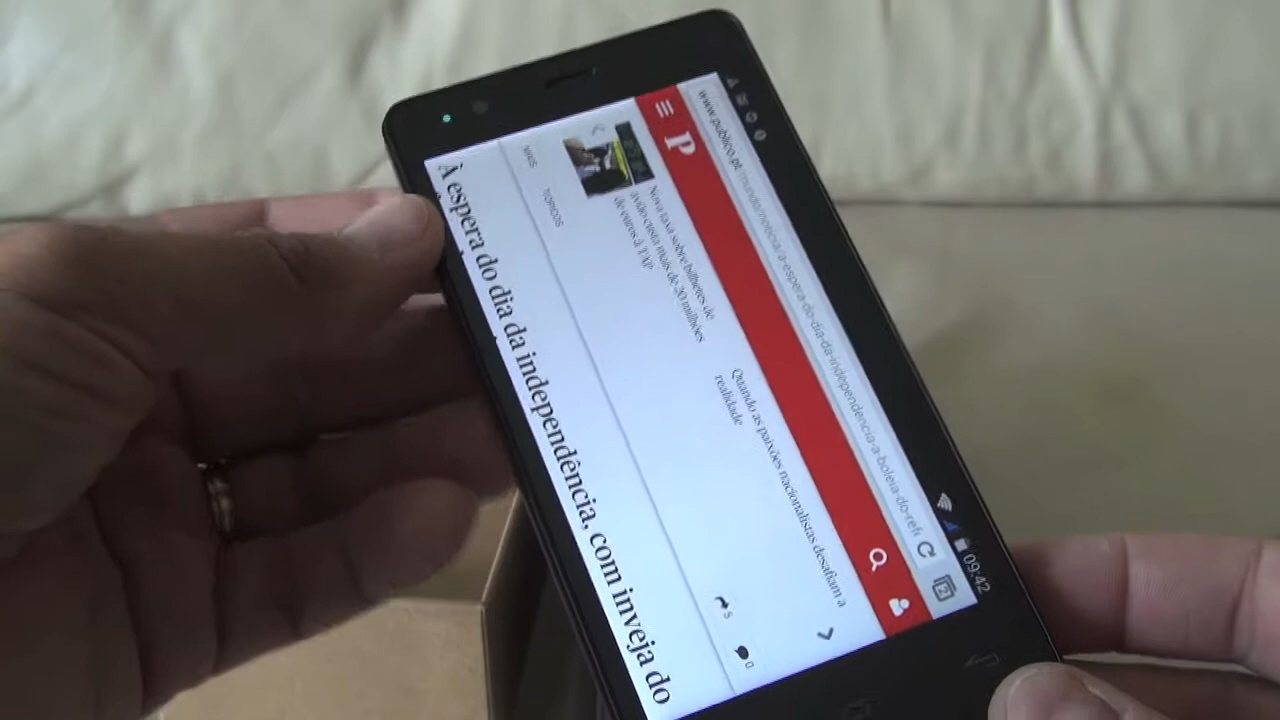 09:42
www.publico.pt/mundo/noticia/a-espera-do-dia-da-independencia-a-boleia-do-refe
2
P
Nova taxa sobre bilhetes de
avião custa mais de 20 milhões
de euros à TAP
Quando as paixões nacionalistas desafiam a
realidade
MAIS
TÓPICOS
5
0
À espera do dia da independência, com inveja do